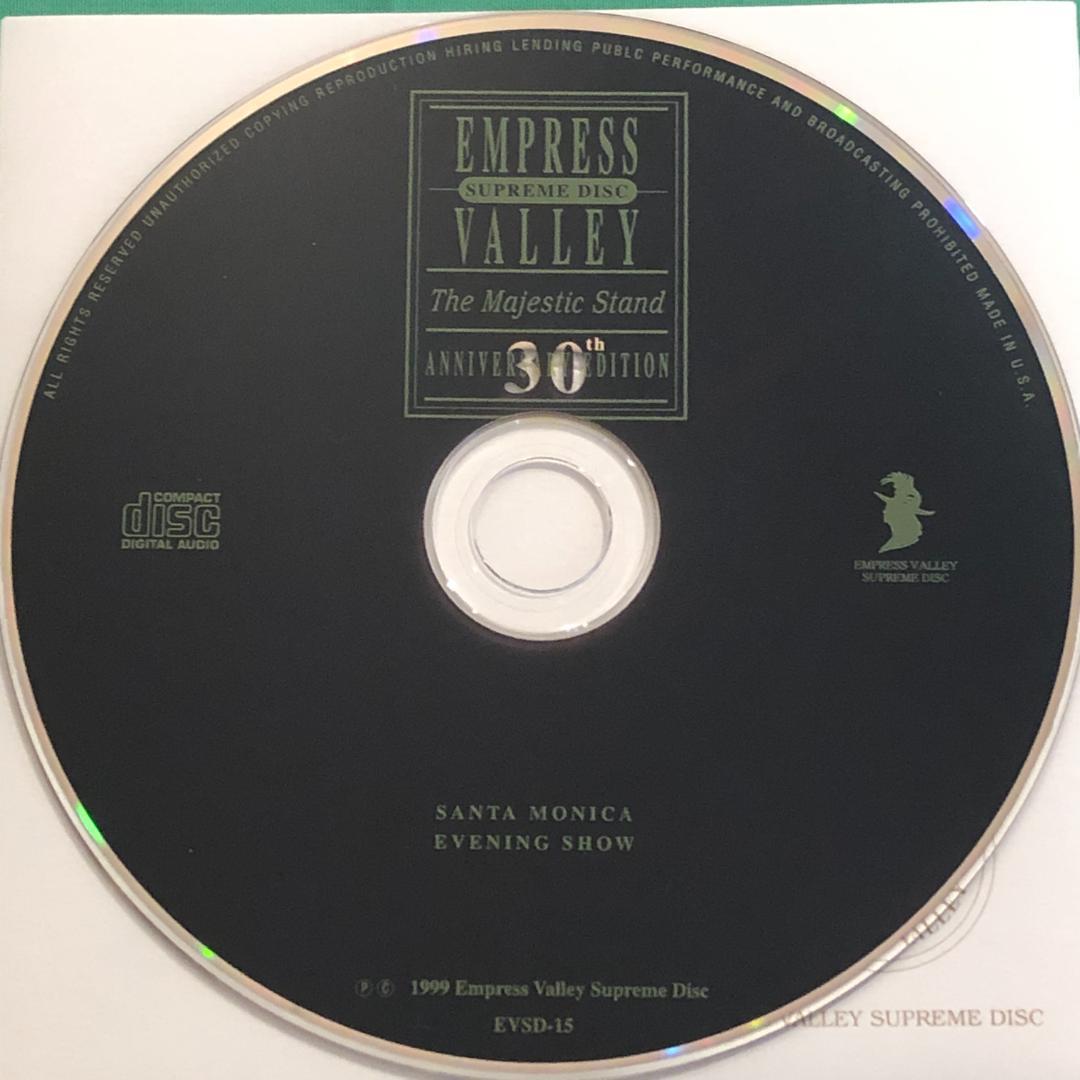 ALL RIGHTS RESERVED UNAUTHORIZED COPYING REPRODUCTION HIRING LENDING PUBLC PERFORMANCE AND BROADCASTING PROHIBITED MADE IN U.S.A.
EMPRESS
SUPREME DISC
VALLEY
The Majestic Stand
30th
ANNIVERSARY EDITION
COMPACT
disc
DIGITAL AUDIO
EMPRESS VALLEY
SUPREME DISC
SANTA MONICA
EVENING SHOW
Ⓟ © 1999 Empress Valley Supreme Disc
EVSD-15
VALLEY
VALLEY SUPREME DISC